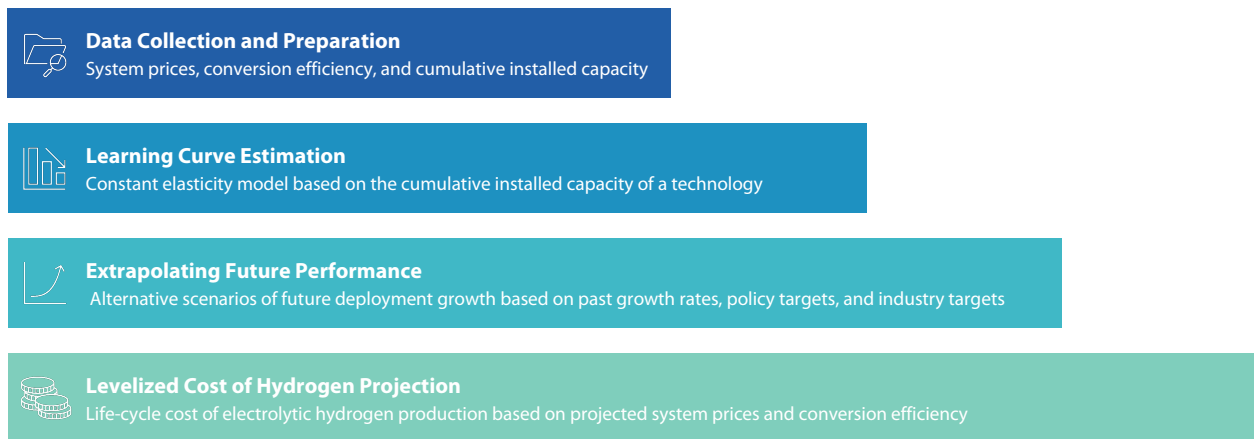 Data Collection and Preparation
System prices, conversion efficiency, and cumulative installed capacity
Learning Curve Estimation
Constant elasticity model based on the cumulative installed capacity of a technology
Extrapolating Future Performance
Alternative scenarios of future deployment growth based on past growth rates, policy targets, and industry targets
Levelized Cost of Hydrogen Projection
Life-cycle cost of electrolytic hydrogen production based on projected system prices and conversion efficiency